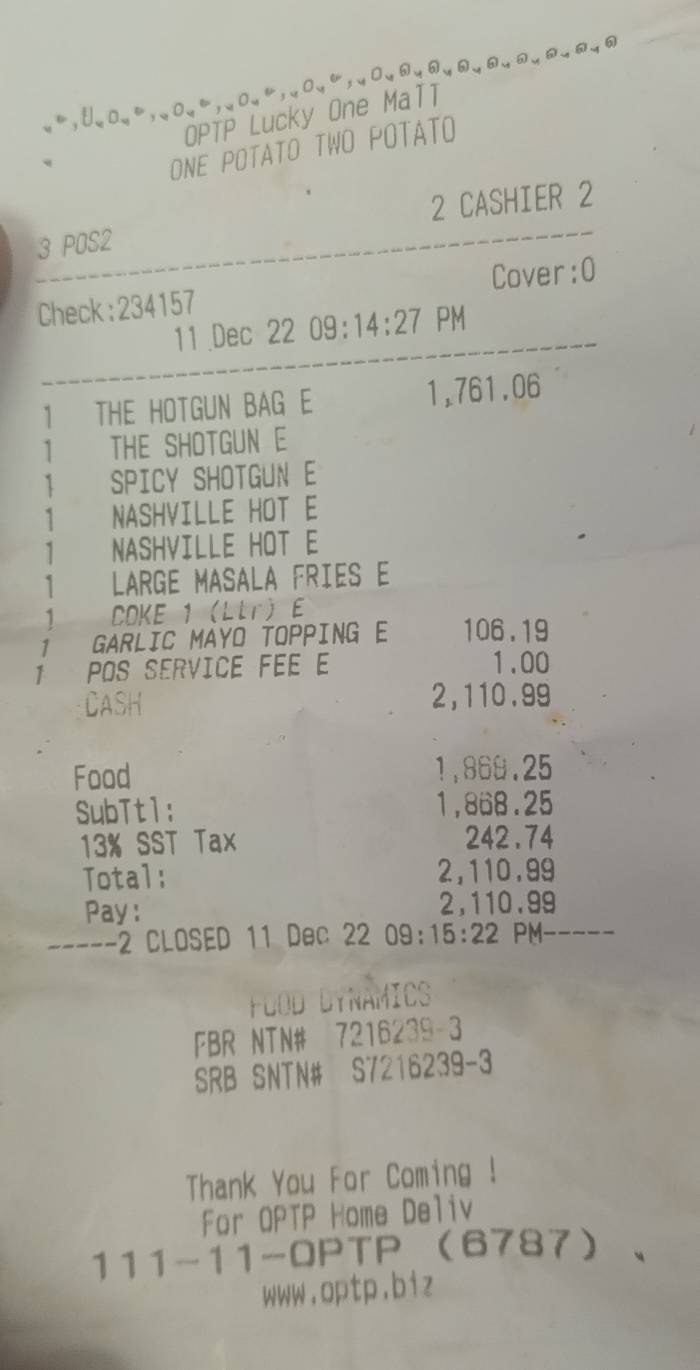 OPTP Lucky One Mall
ONE POTATO TWO POTATO
3 POS2 2 CASHIER 2
Check:234157 Cover:0
11 Dec 22 09:14:27 PM
1 THE HOTGUN BAG E 1,761.06
1 THE SHOTGUN E
1 SPICY SHOTGUN E
1 NASHVILLE HOT E
1 NASHVILLE HOT E
1 LARGE MASALA FRIES E
1 COKE 1 (Ltr) E
1 GARLIC MAYO TOPPING E 106.19
1 POS SERVICE FEE E 1.00
CASH 2,110.99
Food 1,868.25
SubTtl: 1,868.25
13% SST Tax 242.74
Total: 2,110.99
Pay: 2,110.99
-----2 CLOSED 11 Dec 22 09:15:22 PM-----
FOOD DYNAMICS
FBR NTN# 7216239-3
SRB SNTN# S7216239-3
Thank You For Coming !
For OPTP Home Deliv
111-11-OPTP (6787)
www.optp.biz